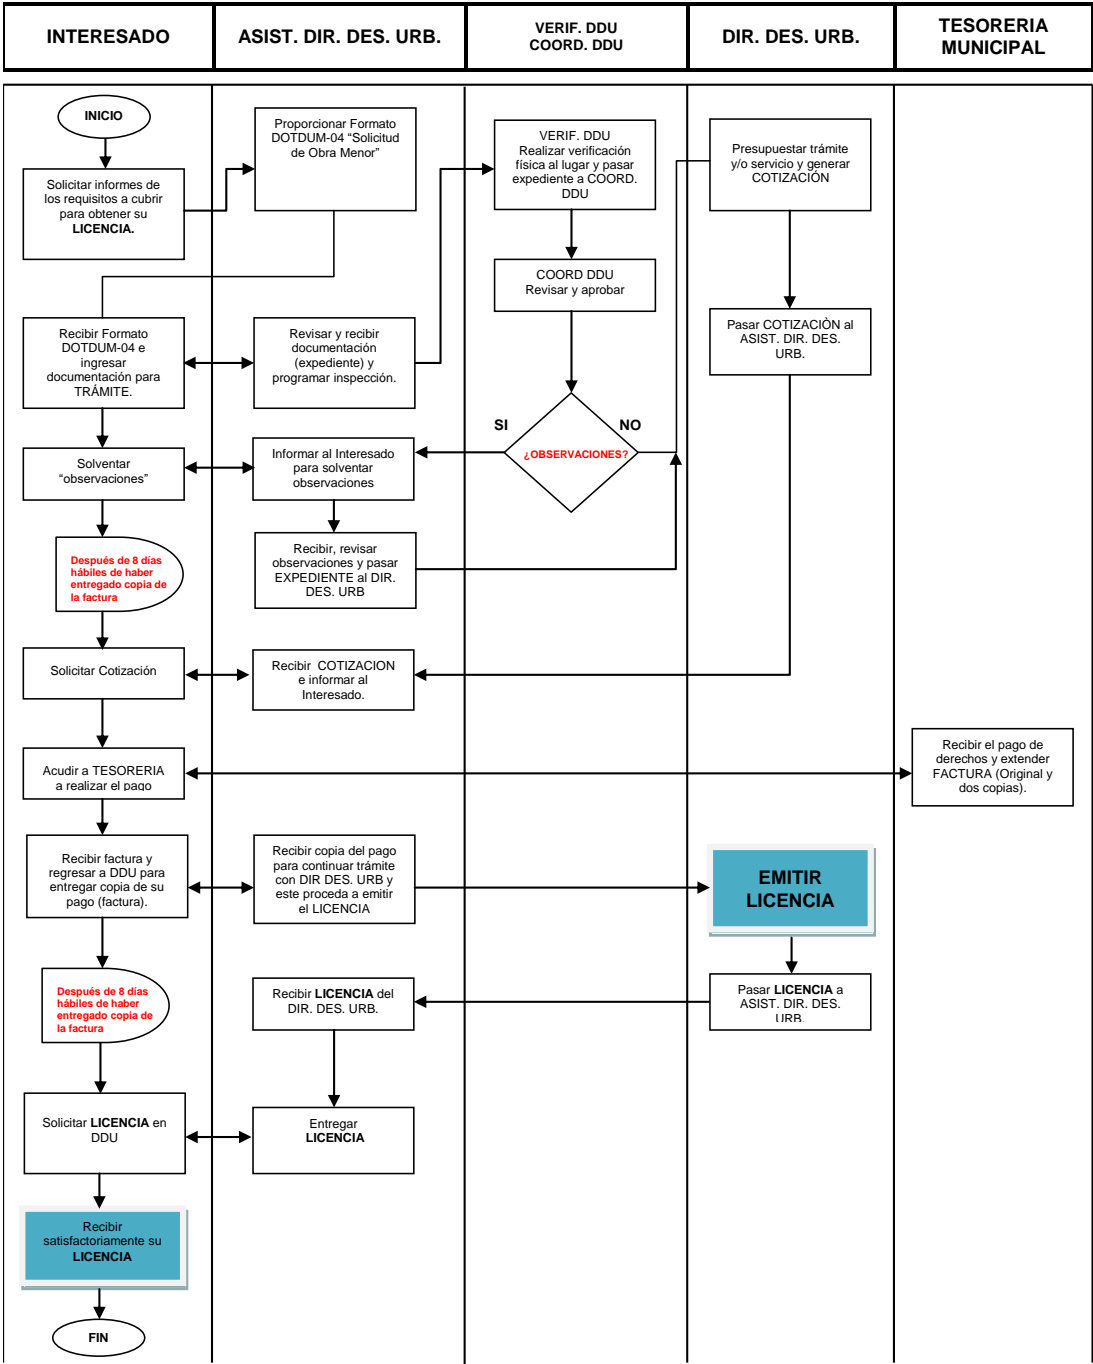 INTERESADO
ASIST. DIR. DES. URB.
VERIF. DDU
COORD. DDU
DIR. DES. URB.
TESORERIA
MUNICIPAL
INICIO
Solicitar informes de
los requisitos a cubrir
para obtener su
LICENCIA.
Proporcionar Formato
DOTDUM-04 “Solicitud
de Obra Menor”
VERIF. DDU
Realizar verificación
física al lugar y pasar
expediente a COORD.
DDU
Presupuestar trámite
y/o servicio y generar
COTIZACIÓN
COORD DDU
Revisar y aprobar
Recibir Formato
DOTDUM-04 e
ingresar
documentación para
TRÁMITE.
Revisar y recibir
documentación
(expediente) y
programar inspección.
Pasar COTIZACIÒN al
ASIST. DIR. DES.
URB.
SI
NO
¿OBSERVACIONES?
Solventar
“observaciones”
Informar al Interesado
para solventar
observaciones
Después de 8 días
hábiles de haber
entregado copia de
la factura
Recibir, revisar
observaciones y pasar
EXPEDIENTE al DIR.
DES. URB
Solicitar Cotización
Recibir COTIZACION
e informar al
Interesado.
Acudir a TESORERIA
a realizar el pago
Recibir el pago de
derechos y extender
FACTURA (Original y
dos copias).
Recibir factura y
regresar a DDU para
entregar copia de su
pago (factura).
Recibir copia del pago
para continuar trámite
con DIR DES. URB y
este proceda a emitir
el LICENCIA
EMITIR
LICENCIA
Después de 8 días
hábiles de haber
entregado copia de
la factura
Recibir LICENCIA del
DIR. DES. URB.
Pasar LICENCIA a
ASIST. DIR. DES.
URB.
Solicitar LICENCIA en
DDU
Entregar
LICENCIA
Recibir
satisfactoriamente su
LICENCIA
FIN